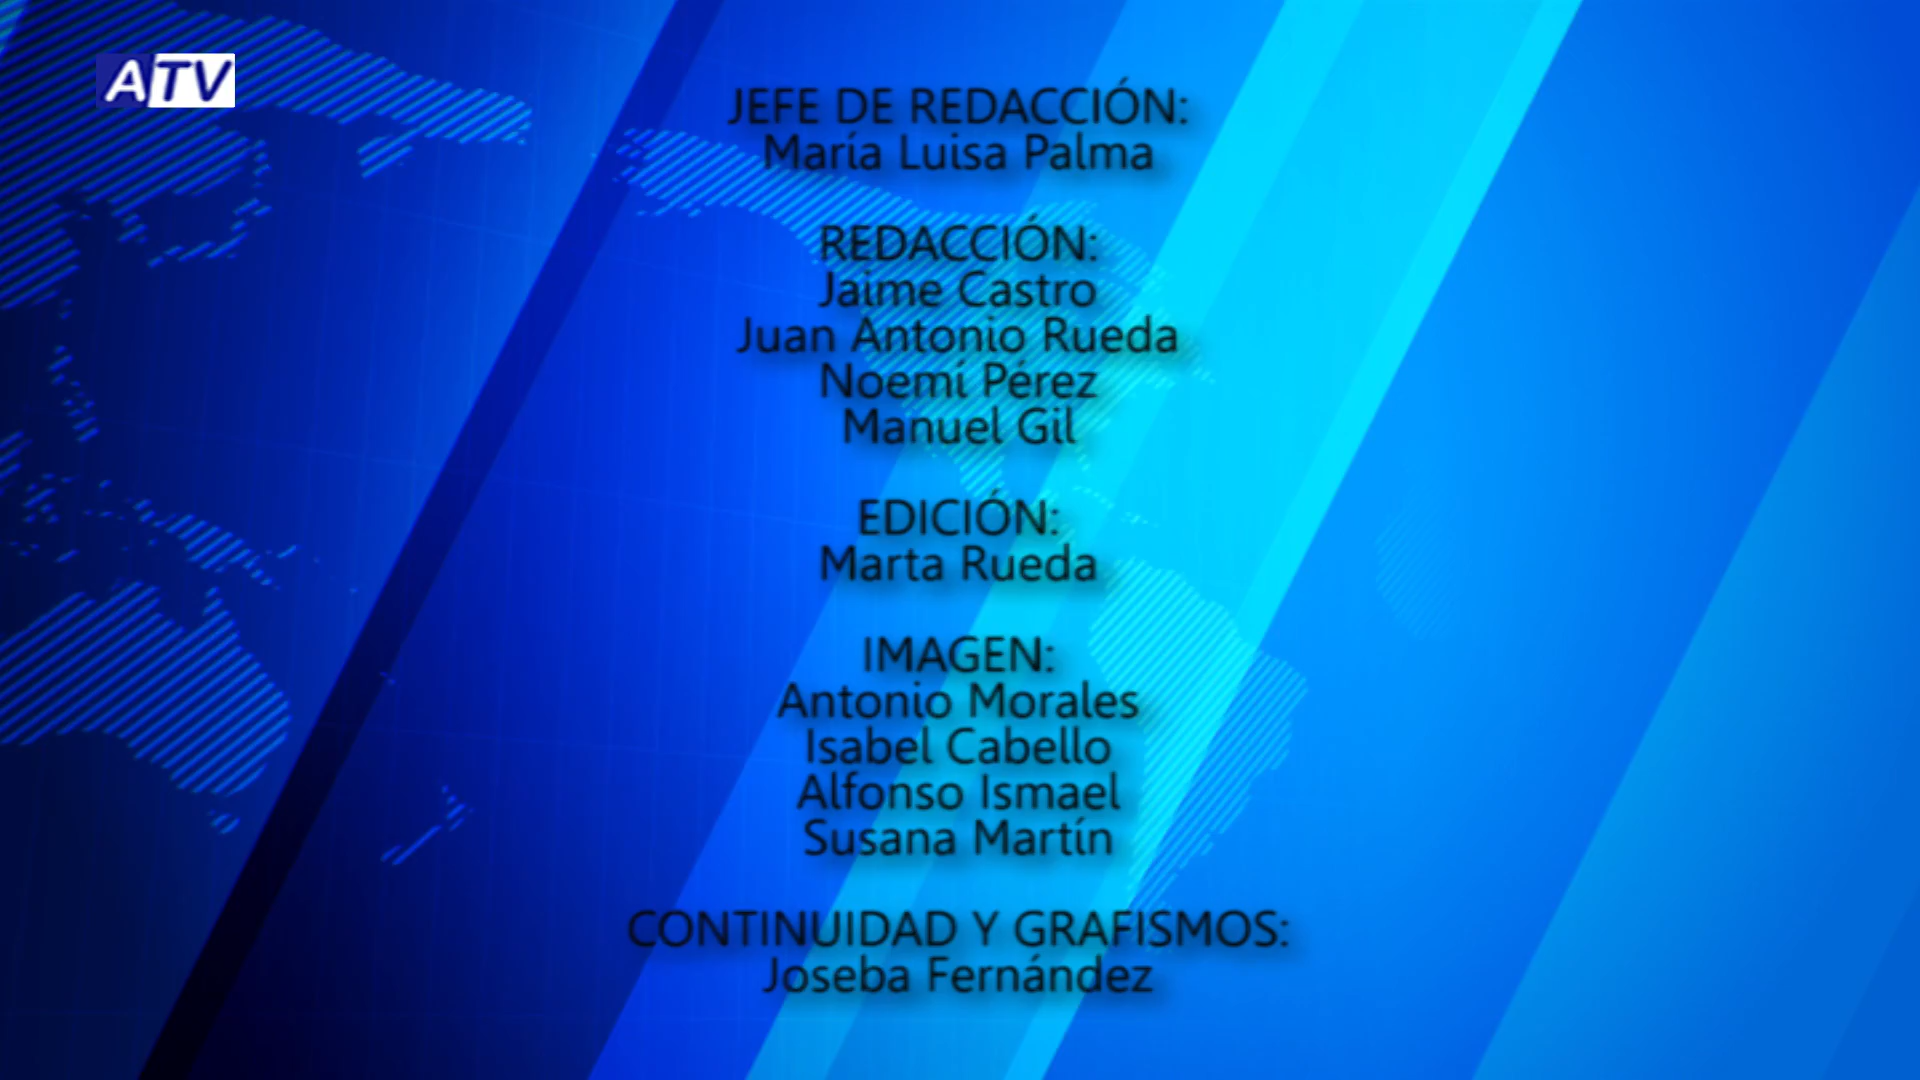 ATV
JEFE DE REDACCIÓN:
María Luisa Palma
REDACCIÓN:
Jaime Castro
Juan Antonio Rueda
Noemí Pérez
Manuel Gil
EDICIÓN:
Marta Rueda
IMAGEN:
Antonio Morales
Isabel Cabello
Alfonso Ismael
Susana Martín
CONTINUIDAD Y GRAFISMOS:
Joseba Fernández